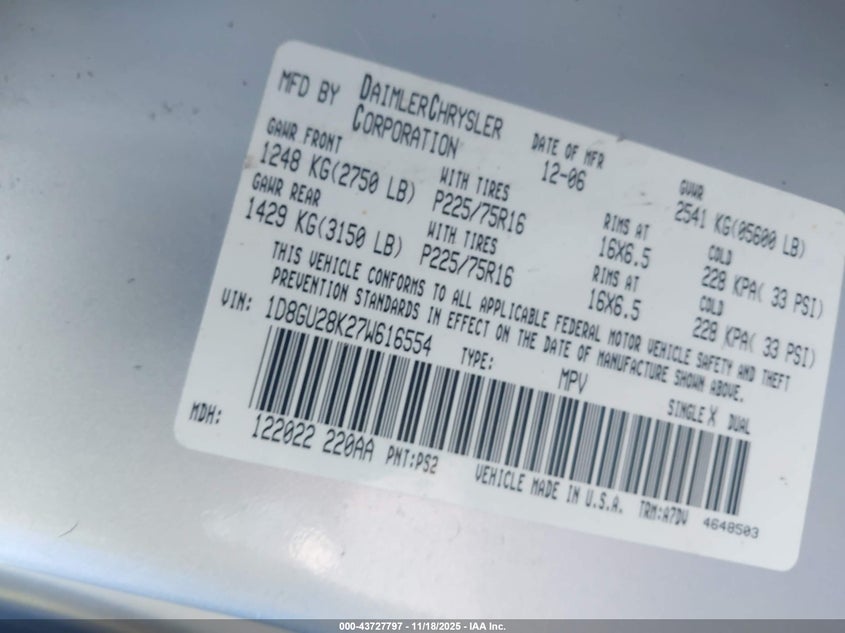 MFD BY DAIMLERCHRYSLER CORPORATION
DATE OF MFR 12-06
GVWR 2541 KG(05600 LB)
GAWR FRONT 1248 KG(2750 LB)
WITH TIRES P225/75R16
RIMS AT 16X6.5
COLD 228 KPA( 33 PSI)
GAWR REAR 1429 KG(3150 LB)
WITH TIRES P225/75R16
RIMS AT 16X6.5
COLD 228 KPA( 33 PSI)
THIS VEHICLE CONFORMS TO ALL APPLICABLE FEDERAL MOTOR VEHICLE SAFETY AND THEFT
PREVENTION STANDARDS IN EFFECT ON THE DATE OF MANUFACTURE SHOWN ABOVE.
VIN: 1D8GU28K27W616554 TYPE: MPV SINGLE X DUAL
MDH: 122022 220AA PNT:PS2 VEHICLE MADE IN U.S.A. TRM:A7DV 4648503
000-43727797 - 11/18/2025 - IAA Inc.